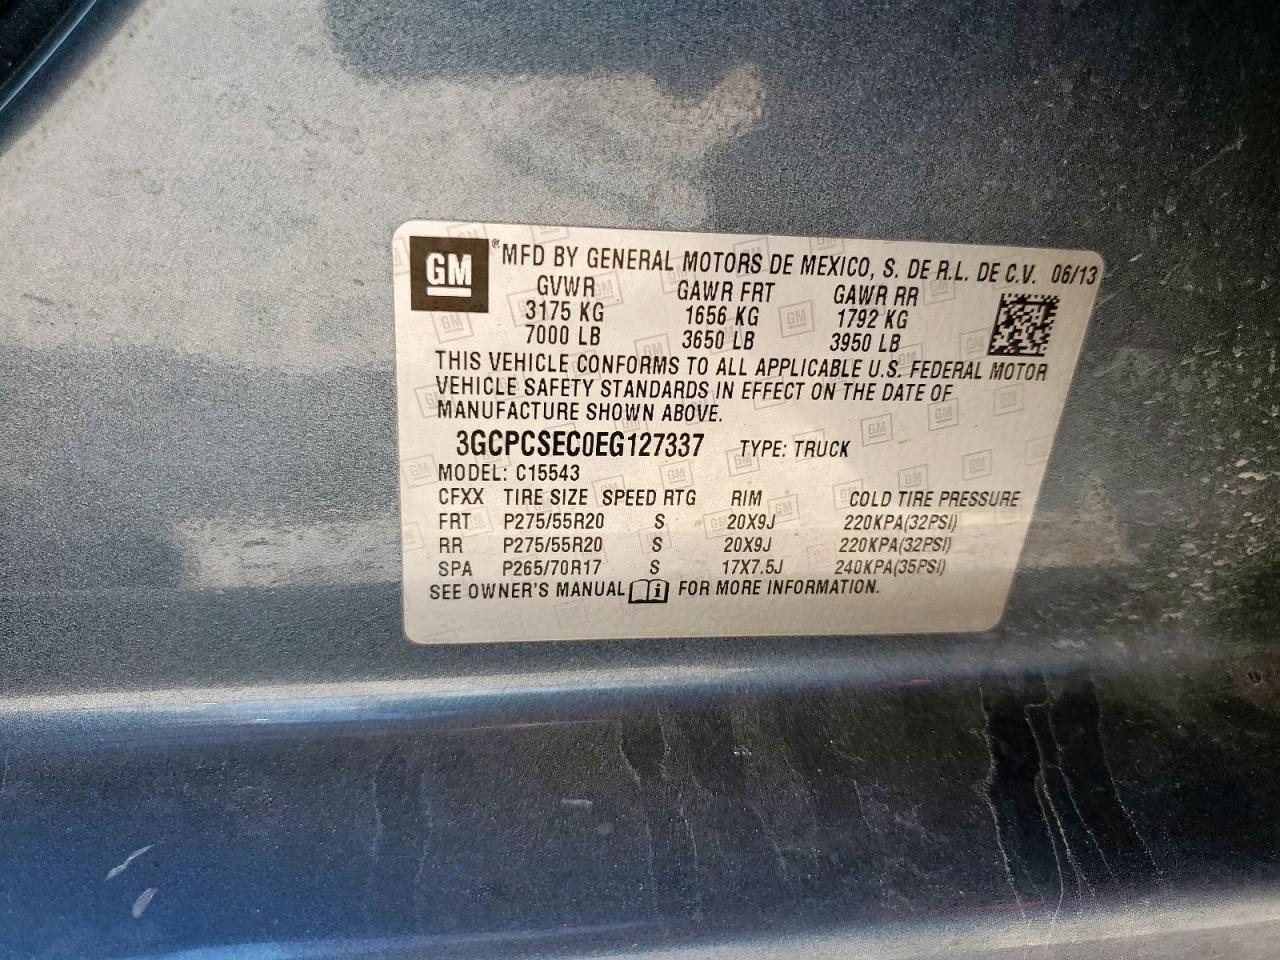 GM ® MFD BY GENERAL MOTORS DE MEXICO, S. DE R.L. DE C.V. 06/13
GVWR GAWR FRT GAWR RR
3175 KG 1656 KG 1792 KG
7000 LB 3650 LB 3950 LB
THIS VEHICLE CONFORMS TO ALL APPLICABLE U.S. FEDERAL MOTOR
VEHICLE SAFETY STANDARDS IN EFFECT ON THE DATE OF
MANUFACTURE SHOWN ABOVE.
3GCPCSEC0EG127337 TYPE: TRUCK
MODEL: C15543
CFXX TIRE SIZE SPEED RTG RIM COLD TIRE PRESSURE
FRT P275/55R20 S 20X9J 220KPA(32PSI)
RR P275/55R20 S 20X9J 220KPA(32PSI)
SPA P265/70R17 S 17X7.5J 240KPA(35PSI)
SEE OWNER'S MANUAL i FOR MORE INFORMATION.